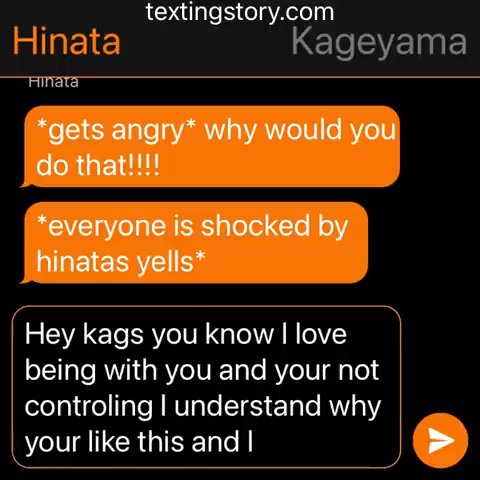 textingstory.com
Hinata Kageyama
Hinata
*gets angry* why would you
do that!!!!
*everyone is shocked by
hinatas yells*
Hey kags you know I love
being with you and your not
controling I understand why
your like this and I